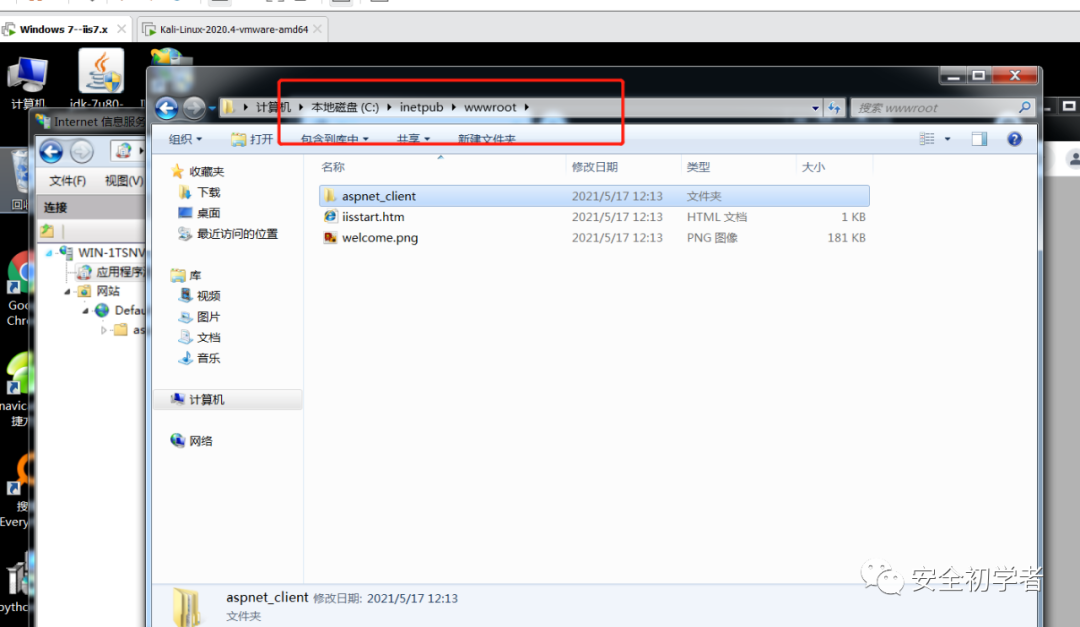 Windows 7--iis7.x
Kali-Linux-2020.4-vmware-amd64
计算机
jdk-7u80-
Internet 信息服务
计算机 本地磁盘 (C:) inetpub wwwroot
搜索 wwwroot
组织 打开 包含到库中 共享 新建文件夹
文件(F) 视图(V)
连接
WIN-1TSNV
应用程序
网站
Defau
as
Goo
Chr
navic
捷
搜
Every
pytho
收藏夹
下载
桌面
最近访问的位置
库
视频
图片
文档
音乐
计算机
网络
名称 修改日期 类型 大小
aspnet_client 2021/5/17 12:13 文件夹
iisstart.htm 2021/5/17 12:13 HTML 文档 1 KB
welcome.png 2021/5/17 12:13 PNG 图像 181 KB
aspnet_client 修改日期: 2021/5/17 12:13
文件夹
安全初学者